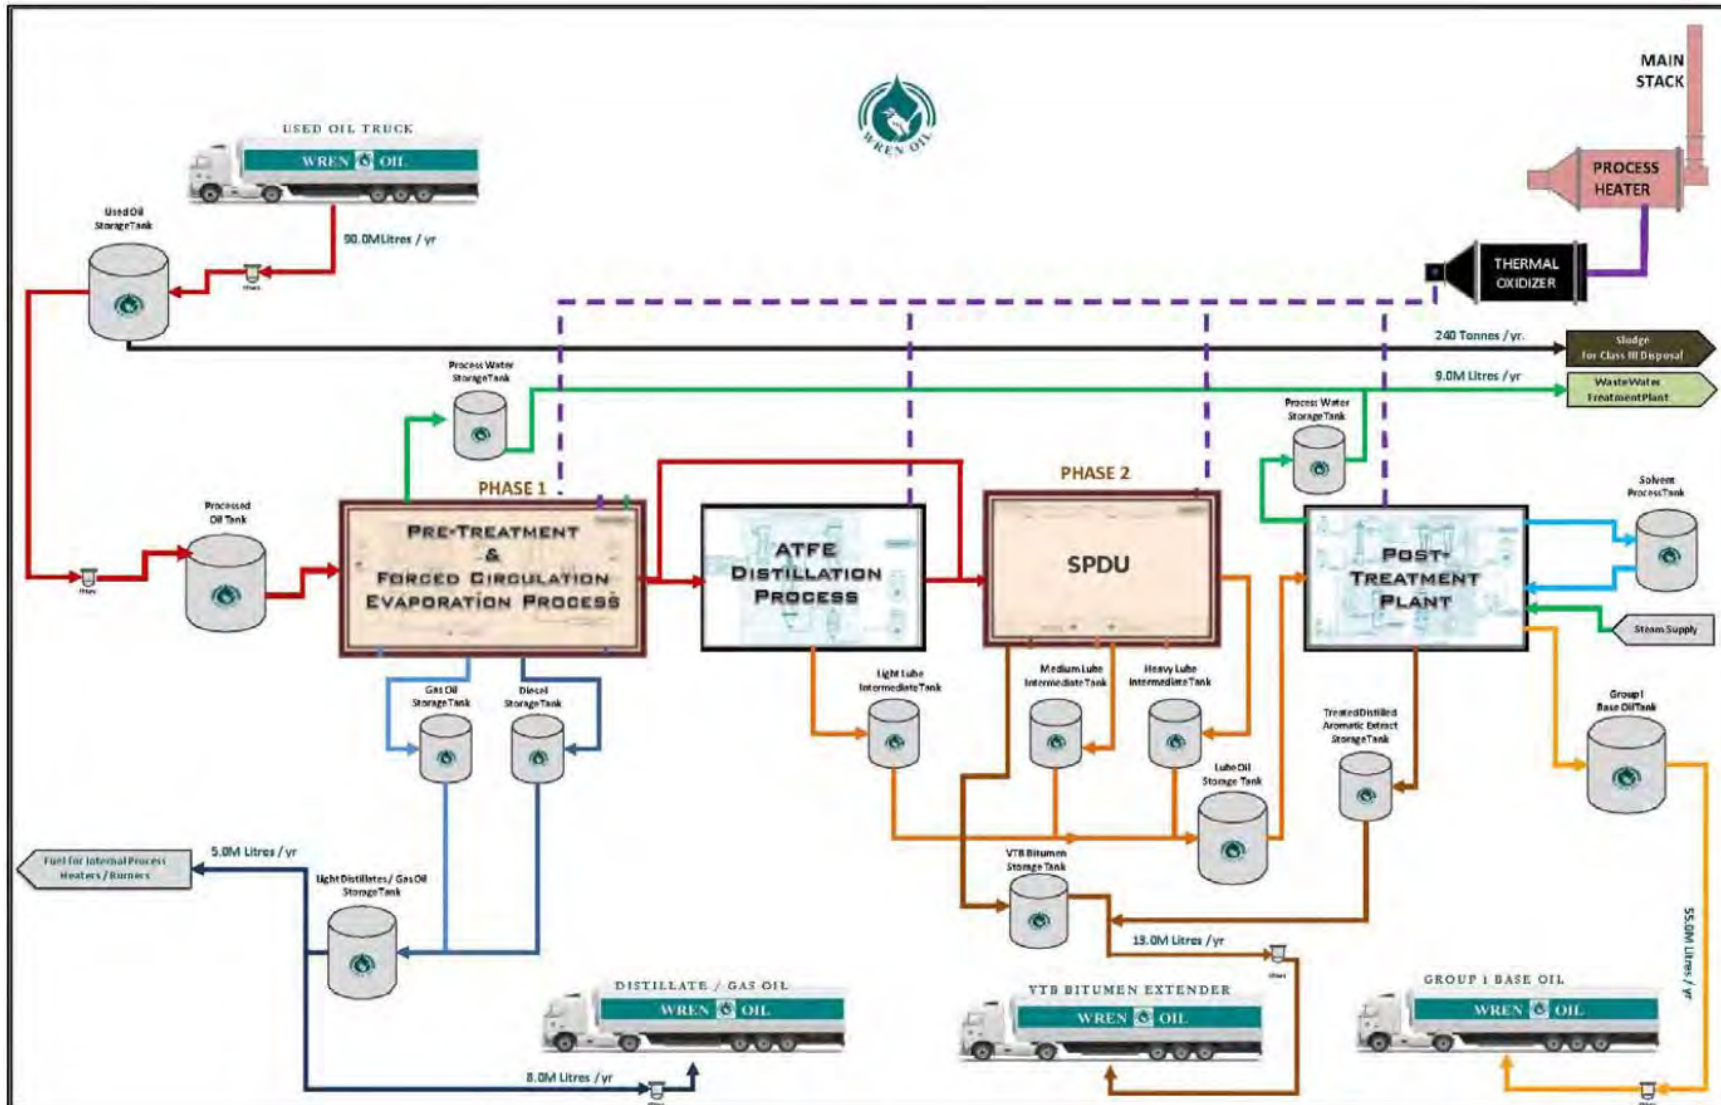 MAIN
STACK
PROCESS
HEATER
THERMAL
OXIDIZER
WREN OIL
USED OIL TRUCK
WREN OIL
Used Oil
Storage Tank
90.0M Litres / yr
240 Tonnes / yr.
Sludge
for Class III Disposal
9.0M Litres / yr
Waste Water
Treatment Plant
Process Water
Storage Tank
Process Water
Storage Tank
PHASE 1
PHASE 2
Solvent
Process Tank
Processed
Oil Tank
PRE-TREATMENT
&
FORCED CIRCULATION
EVAPORATION PROCESS
ATFE
DISTILLATION
PROCESS
SPDU
POST-
TREATMENT
PLANT
Steam Supply
Gas Oil
Storage Tank
Diesel
Storage Tank
Light Lube
Intermediate Tank
Medium Lube
Intermediate Tank
Heavy Lube
Intermediate Tank
Lube Oil
Storage Tank
Treated Distilled
Aromatic Extract
Storage Tank
Group I
Base Oil Tank
5.0M Litres / yr
Fuel for Internal Process
Heaters / Burners
Light Distillates / Gas Oil
Storage Tank
VTB Bitumen
Storage Tank
13.0M Litres / yr
55.0M Litres / yr
DISTILLATE / GAS OIL
WREN OIL
VTB BITUMEN EXTENDER
WREN OIL
GROUP 1 BASE OIL
WREN OIL
8.0M Litres / yr